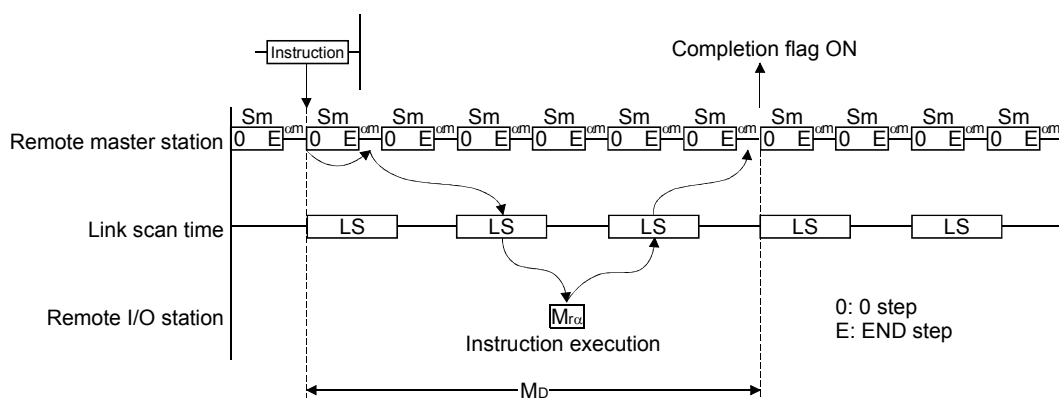 Instruction
Completion flag ON
Sm Sm Sm Sm Sm Sm Sm Sm Sm Sm Sm
Remote master station 0 E αm 0 E αm 0 E αm 0 E αm 0 E αm 0 E αm 0 E αm 0 E αm 0 E αm 0 E αm 0 E αm
Link scan time LS LS LS LS LS
Remote I/O station Mrα
Instruction execution
0: 0 step
E: END step
MD